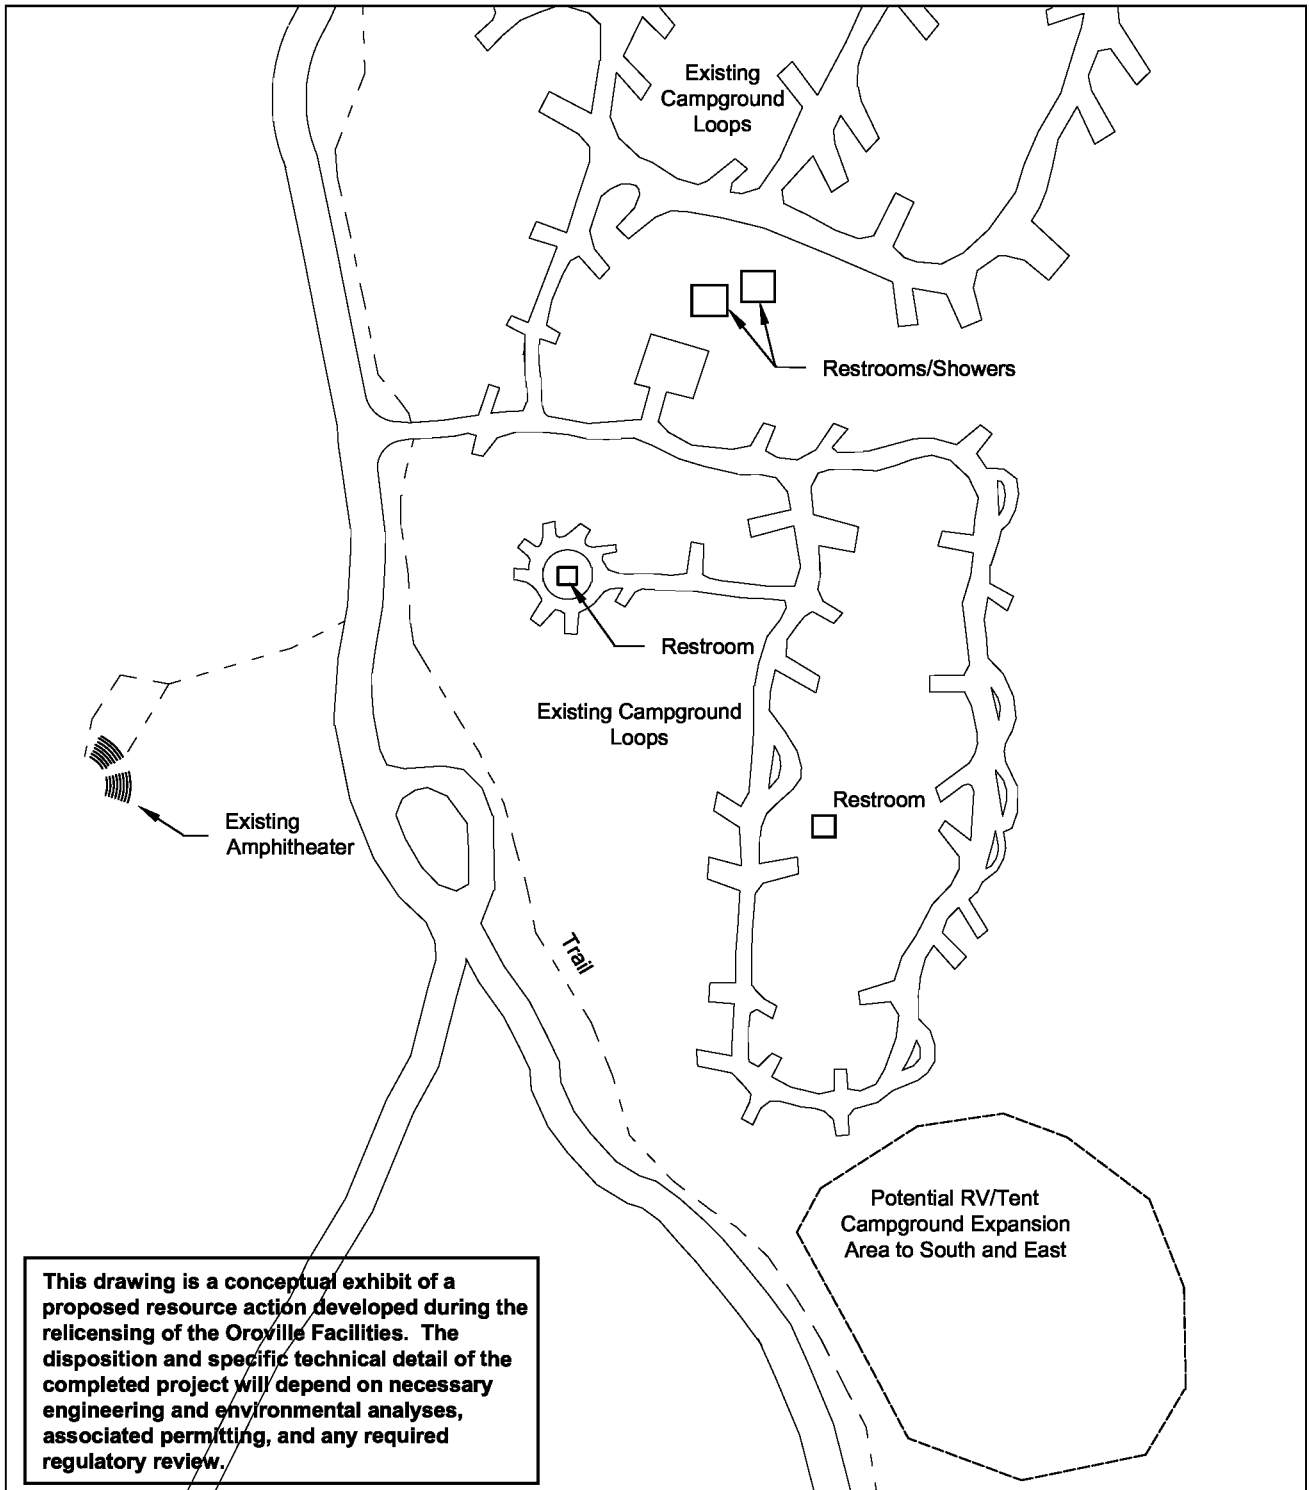 Existing
Campground
Loops
Restrooms/Showers
Restroom
Existing Campground
Loops
Restroom
Existing
Amphitheater
Trail
Potential RV/Tent
Campground Expansion
Area to South and East
This drawing is a conceptual exhibit of a
proposed resource action developed during the
relicensing of the Oroville Facilities.  The
disposition and specific technical detail of the
completed project will depend on necessary
engineering and environmental analyses,
associated permitting, and any required
regulatory review.